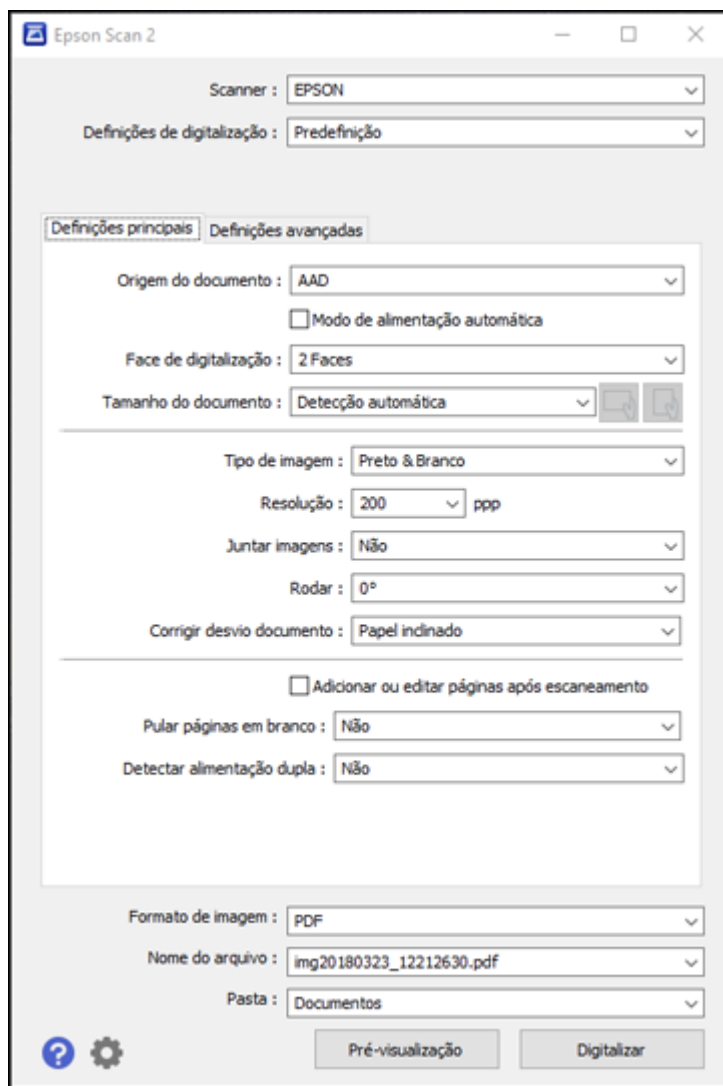 Epson Scan 2
Scanner : EPSON
Definições de digitalização : Predefinição
Definições principais Definições avançadas
Origem do documento : AAD
Modo de alimentação automática
Face de digitalização : 2 Faces
Tamanho do documento : Detecção automática
Tipo de imagem : Preto & Branco
Resolução : 200 ppp
Juntar imagens : Não
Rodar : 0°
Corrigir desvio documento : Papel inclinado
Adicionar ou editar páginas após escaneamento
Pular páginas em branco : Não
Detectar alimentação dupla : Não
Formato de imagem : PDF
Nome do arquivo : img20180323_12212630.pdf
Pasta : Documentos
? Pré-visualização Digitalizar